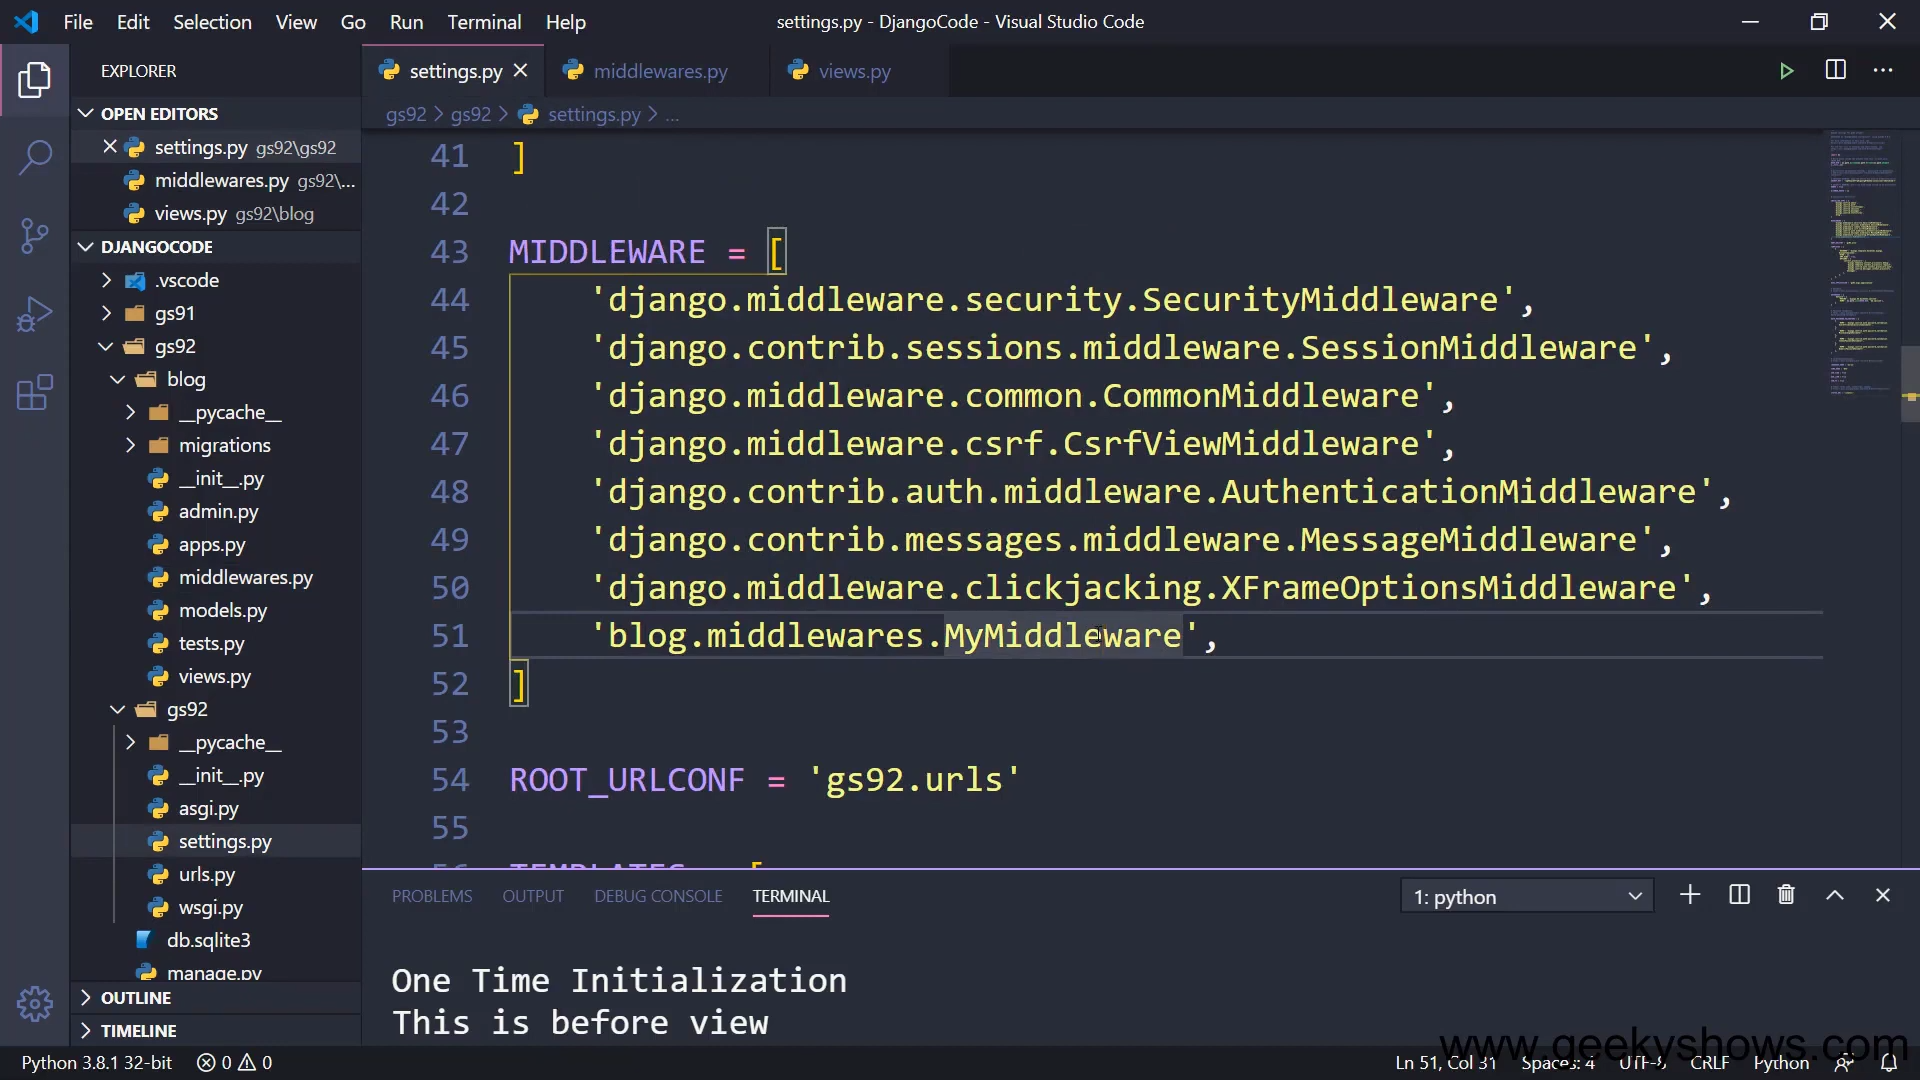 File Edit Selection View Go Run Terminal Help settings.py - DjangoCode - Visual Studio Code
EXPLORER
OPEN EDITORS
settings.py gs92\gs92
middlewares.py gs92\...
views.py gs92\blog
DJANGOCODE
.vscode
gs91
gs92
blog
__pycache__
migrations
__init__.py
admin.py
apps.py
middlewares.py
models.py
tests.py
views.py
gs92
__pycache__
__init__.py
asgi.py
settings.py
urls.py
wsgi.py
db.sqlite3
manage.py
OUTLINE
TIMELINE
settings.py middlewares.py views.py
gs92 > gs92 > settings.py > ...
41 ]
42
43 MIDDLEWARE = [
44 'django.middleware.security.SecurityMiddleware',
45 'django.contrib.sessions.middleware.SessionMiddleware',
46 'django.middleware.common.CommonMiddleware',
47 'django.middleware.csrf.CsrfViewMiddleware',
48 'django.contrib.auth.middleware.AuthenticationMiddleware',
49 'django.contrib.messages.middleware.MessageMiddleware',
50 'django.middleware.clickjacking.XFrameOptionsMiddleware',
51 'blog.middlewares.MyMiddleware',
52 ]
53
54 ROOT_URLCONF = 'gs92.urls'
55
56 TEMPLATES = [
PROBLEMS OUTPUT DEBUG CONSOLE TERMINAL 1: python
One Time Initialization
This is before view
www.geekyshows.com
Python 3.8.1 32-bit 0 0 Ln 51, Col 31 Spaces: 4 UTF-8 CRLF Python